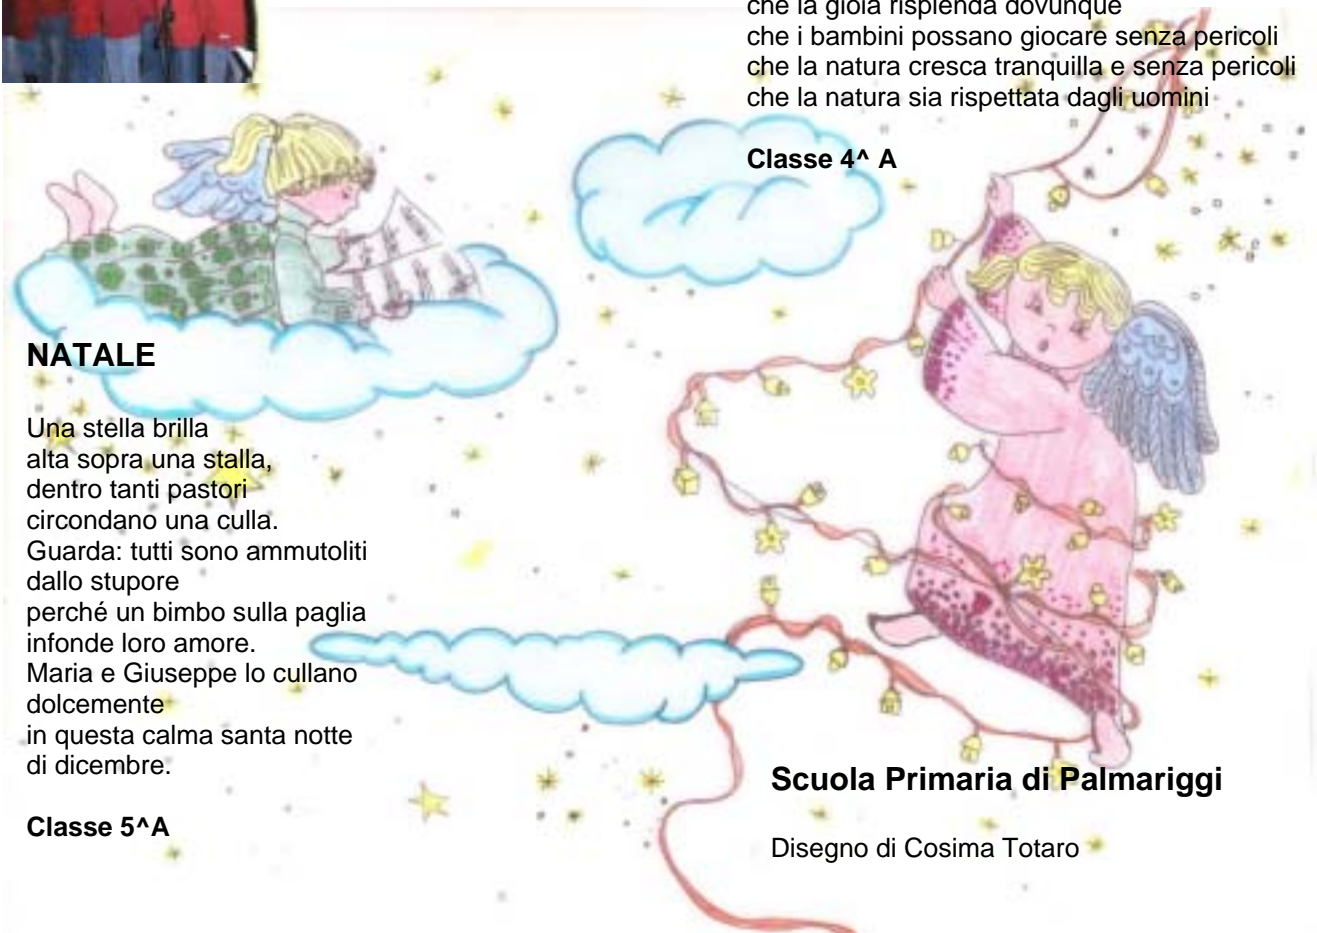 che la gioia risplenda dovunque
che i bambini possano giocare senza pericoli
che la natura cresca tranquilla e senza pericoli
che la natura sia rispettata dagli uomini
Classe 4^ A
NATALE
Una stella brilla
alta sopra una stalla,
dentro tanti pastori
circondano una culla.
Guarda: tutti sono ammutoliti
dallo stupore
perché un bimbo sulla paglia
infonde loro amore.
Maria e Giuseppe lo cullano
dolcemente
in questa calma santa notte
di dicembre.
Classe 5^A
Scuola Primaria di Palmariggi
Disegno di Cosima Totaro